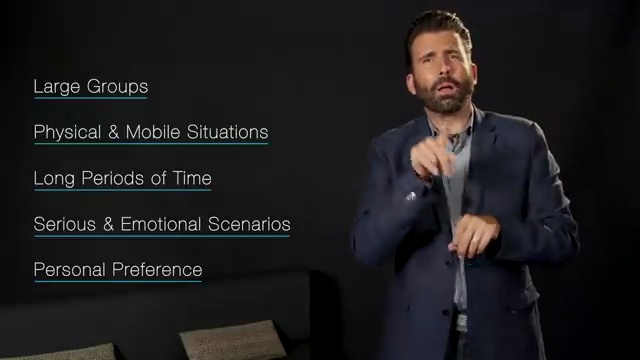 Large Groups
Physical & Mobile Situations
Long Periods of Time
Serious & Emotional Scenarios
Personal Preference